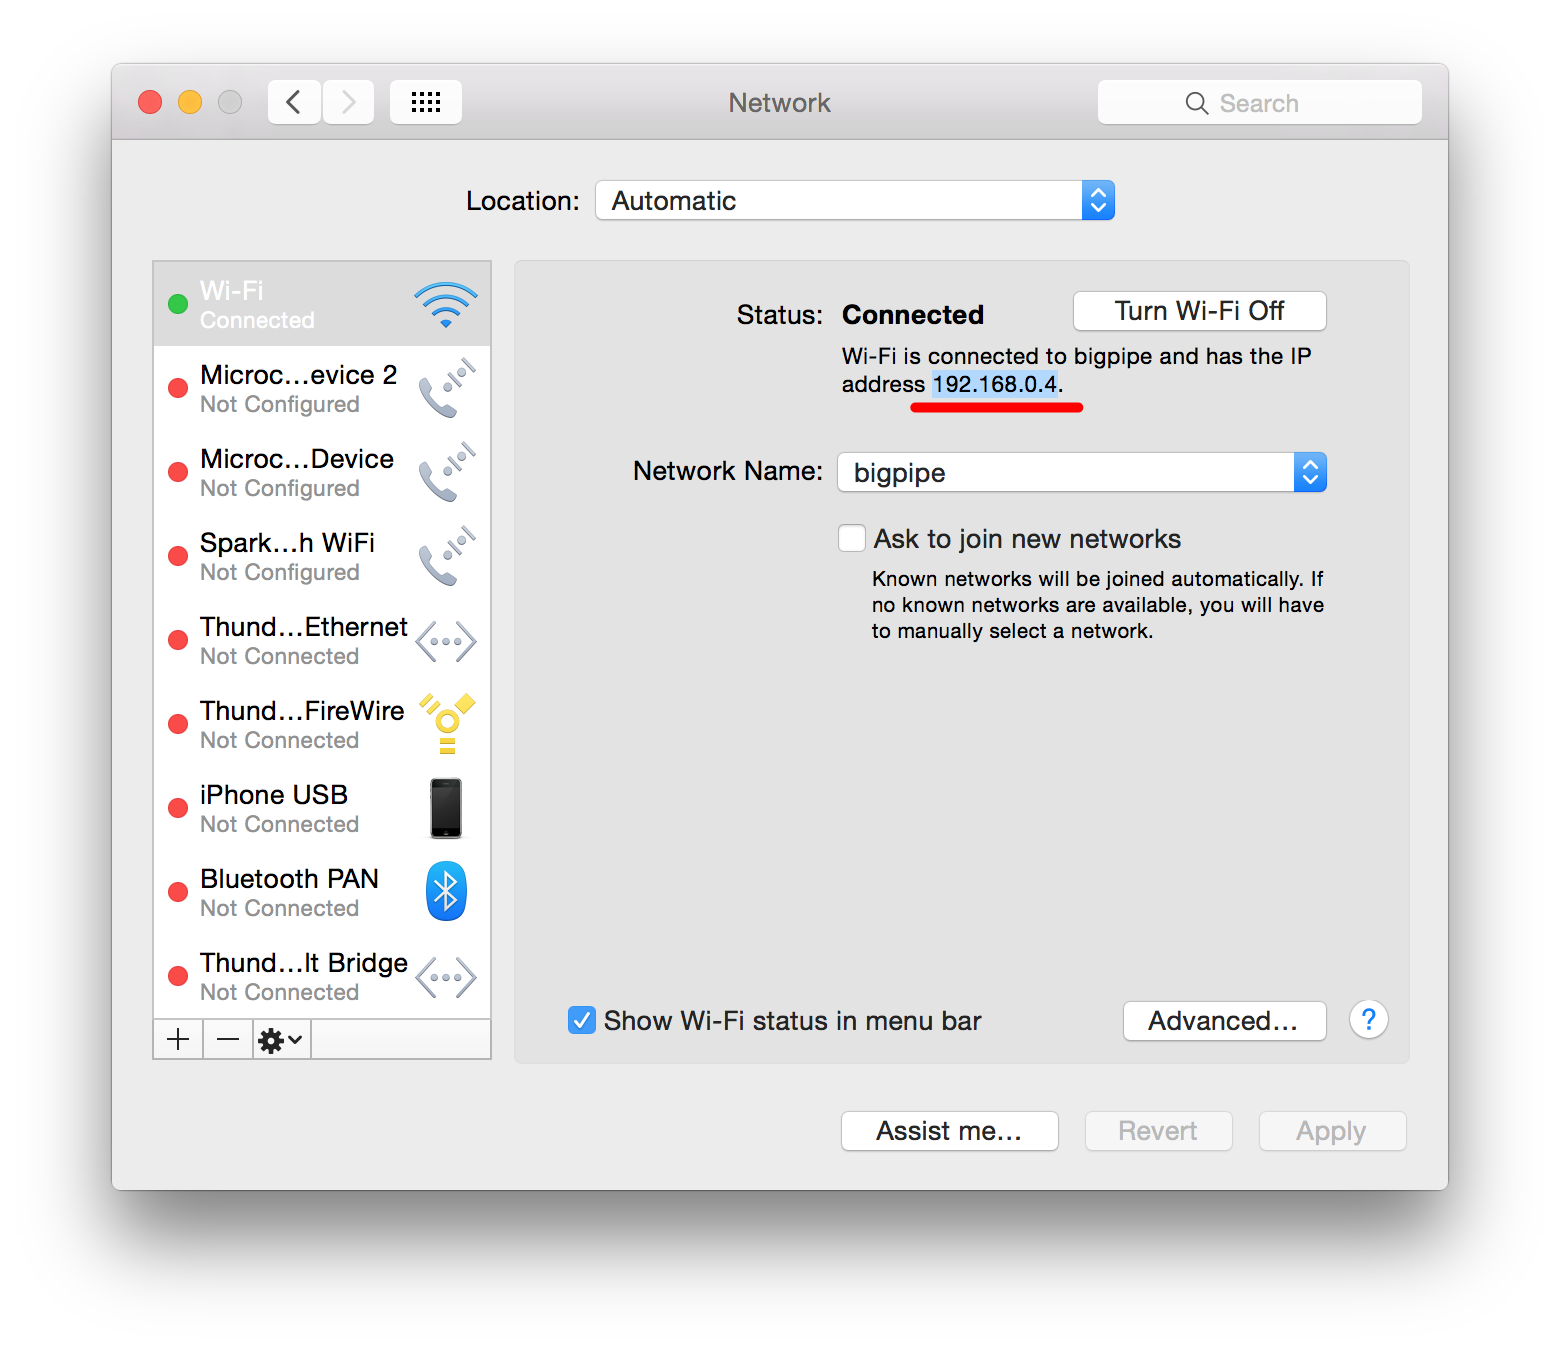 Network
Search
Location: Automatic
Wi-Fi
Connected
Microc...evice 2
Not Configured
Microc...Device
Not Configured
Spark...h WiFi
Not Configured
Thund...Ethernet
Not Connected
Thund...FireWire
Not Connected
iPhone USB
Not Connected
Bluetooth PAN
Not Connected
Thund...lt Bridge
Not Connected
Status: Connected
Turn Wi-Fi Off
Wi-Fi is connected to bigpipe and has the IP
address 192.168.0.4.
Network Name: bigpipe
Ask to join new networks
Known networks will be joined automatically. If
no known networks are available, you will have
to manually select a network.
Show Wi-Fi status in menu bar
Advanced...
?
Assist me...
Revert
Apply